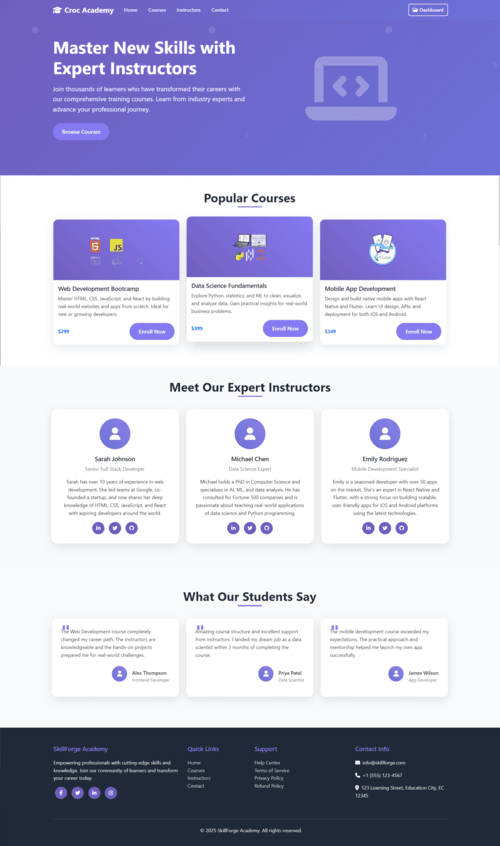 Croc Academy
Home
Courses
Instructors
Contact
Dashboard
Master New Skills with
Expert Instructors
Join thousands of learners who have transformed their careers with
our comprehensive training courses. Learn from industry experts and
advance your professional journey.
Browse Courses
Popular Courses
JS
Web Development Bootcamp
Master HTML, CSS, JavaScript, and React by building
real-world websites and apps from scratch. Ideal for
new or growing developers.
$299
Enroll Now
Data Science Fundamentals
Explore Python, statistics, and ML to clean, visualize,
and analyze data. Gain practical insights for real-world
business problems.
$399
Enroll Now
Flutter
Mobile App Development
Design and build native mobile apps with React
Native and Flutter. Learn UI design, APIs, and
deployment for both iOS and Android.
$349
Enroll Now
Meet Our Expert Instructors
Sarah Johnson
Senior Full Stack Developer
Sarah has over 10 years of experience in web
development. She led teams at Google, co-
founded a startup, and now shares her deep
knowledge of HTML, CSS, JavaScript, and React
with aspiring developers around the world.
Michael Chen
Data Science Expert
Michael holds a PhD in Computer Science and
specializes in AI, ML, and data analysis. He has
consulted for Fortune 500 companies and is
passionate about teaching real-world applications
of data science and Python programming.
Emily Rodriguez
Mobile Development Specialist
Emily is a seasoned developer with over 50 apps
on the market. She's an expert in React Native and
Flutter, with a strong focus on building scalable,
user-friendly apps for iOS and Android platforms
using the latest technologies.
What Our Students Say
The Web Development course completely
changed my career path. The instructors are
knowledgeable and the hands-on projects
prepared me for real-world challenges.
Alex Thompson
Frontend Developer
Amazing course structure and excellent support
from instructors. I landed my dream job as a data
scientist within 3 months of completing the
course.
Priya Patel
Data Scientist
The mobile development course exceeded my
expectations. The practical approach and
mentorship helped me launch my own app
successfully.
James Wilson
App Developer
SkillForge Academy
Empowering professionals with cutting-edge skills and
knowledge. Join our community of learners and transform
your career today.
Quick Links
Home
Courses
Instructors
Contact
Support
Help Center
Terms of Service
Privacy Policy
Refund Policy
Contact Info
info@skillforge.com
+1 (555) 123-4567
123 Learning Street, Education City, EC
12345
© 2025 SkillForge Academy. All rights reserved.